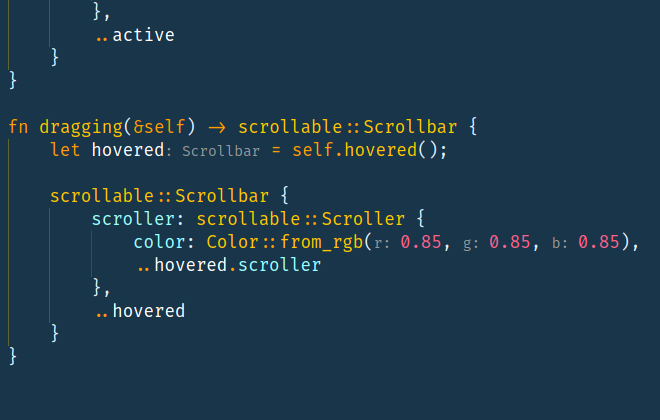 },
..active
}
}
fn dragging(&self) -> scrollable::Scrollbar {
let hovered: Scrollbar = self.hovered();
scrollable::Scrollbar {
scroller: scrollable::Scroller {
color: Color::from_rgb(r: 0.85, g: 0.85, b: 0.85),
..hovered.scroller
},
..hovered
}
}